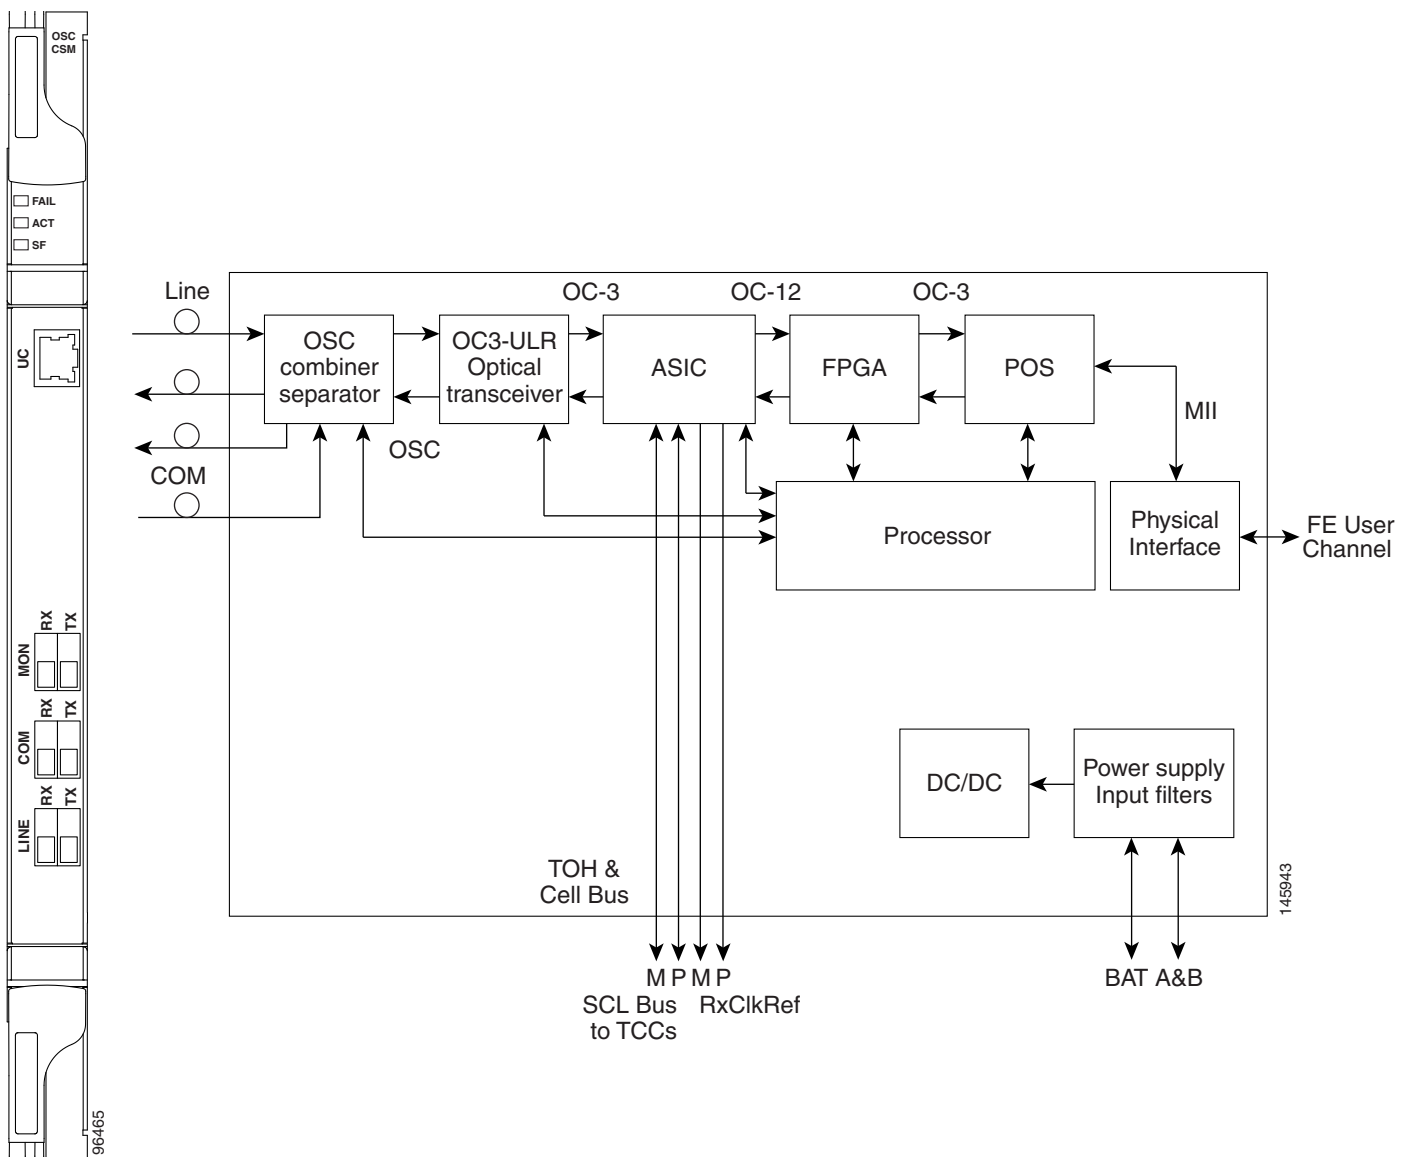 OSC
CSM
FAIL
ACT
SF
UC
RX
TX
MON
RX
TX
COM
RX
TX
LINE
96465
Line
COM
OC-3
OC-12
OC-3
OSC
combiner
separator
OC3-ULR
Optical
transceiver
ASIC
FPGA
POS
OSC
MII
Processor
Physical
Interface
FE User
Channel
DC/DC
Power supply
Input filters
TOH &
Cell Bus
M P M P
SCL Bus
to TCCs
RxClkRef
BAT A&B
145943